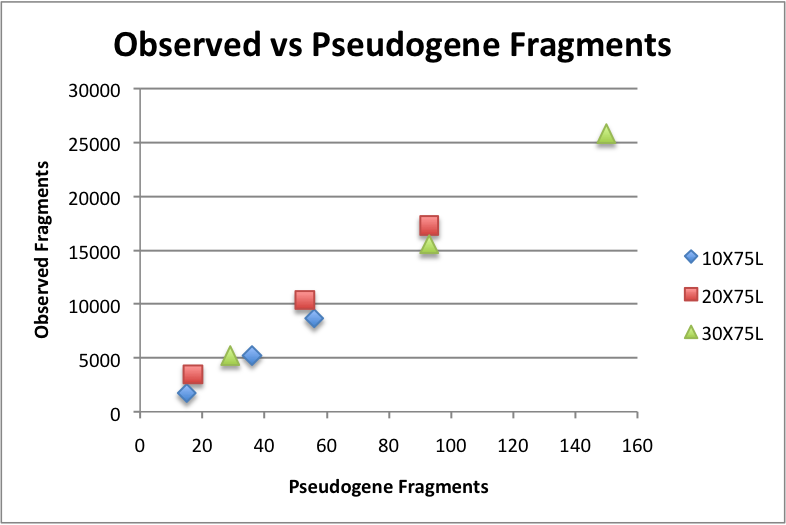 Observed vs Pseudogene Fragments
30000
25000
20000
15000
10000
5000
0
0 20 40 60 80 100 120 140 160
Observed Fragments
Pseudogene Fragments
10X75L
20X75L
30X75L